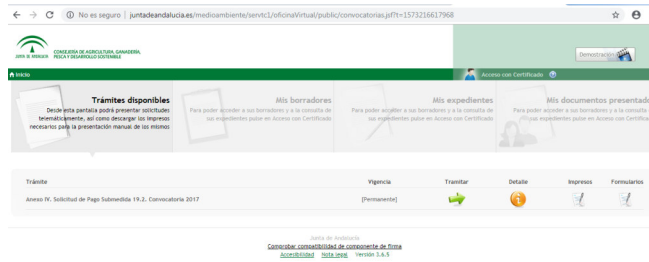 No es seguro | juntadeandalucia.es/medioambiente/servtc1/oficinaVirtual/public/convocatorias.jsf?t=1573216617968
JUNTA DE ANDALUCIA
CONSEJERÍA DE AGRICULTURA, GANADERÍA,
PESCA Y DESARROLLO SOSTENIBLE
Demostración
Inicio
Acceso con Certificado
Trámites disponibles
Desde esta pantalla podrá presentar solicitudes
telemáticamente, así como descargar los impresos
necesarios para la presentación manual de los mismos
Mis borradores
Para poder acceder a sus borradores y a la consulta de
sus expedientes pulse en Acceso con Certificado
Mis expedientes
Para poder acceder a sus borradores y a la consulta de
sus expedientes pulse en Acceso con Certificado
Mis documentos presentado
Para poder acceder a sus borradores y a la consulta
sus expedientes pulse en Acceso con Certifica
Trámite Vigencia Tramitar Detalle Impresos Formularios
Anexo IV. Solicitud de Pago Submedida 19.2. Convocatoria 2017 [Permanente]
Junta de Andalucía
Comprobar compatibilidad de componente de firma
Accesibilidad Nota legal Versión 3.6.5